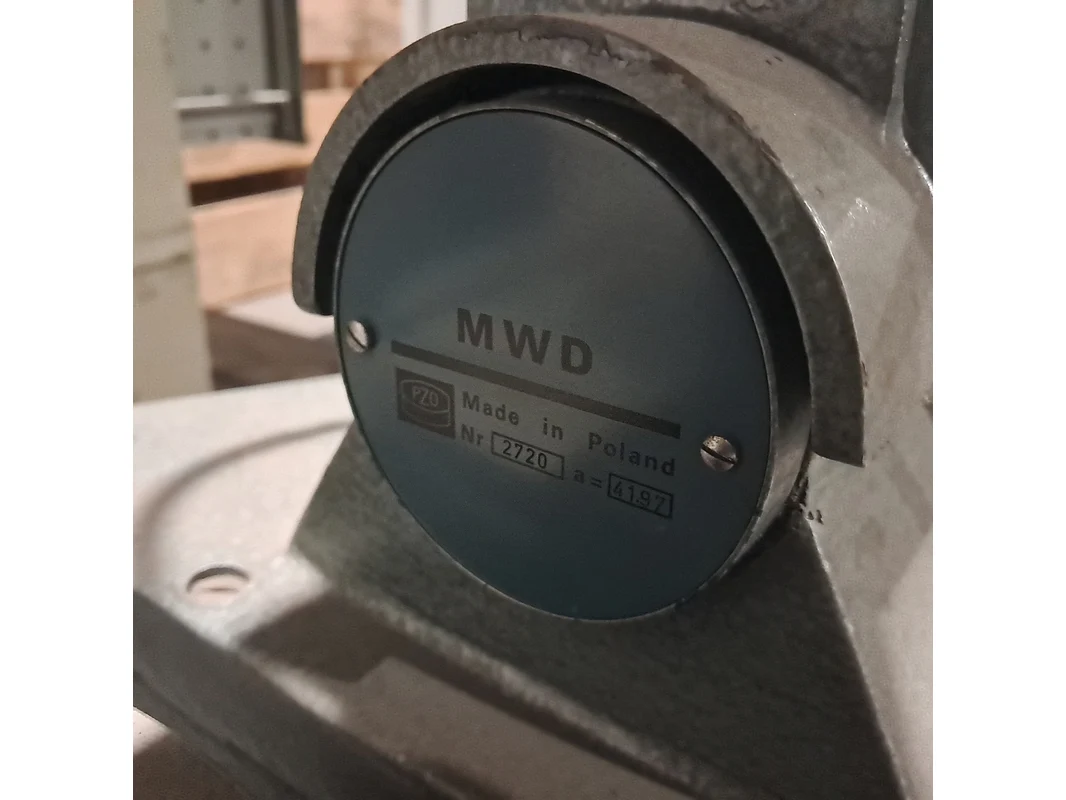 MWD
PZO
Made in Poland
Nr 2720 a = 41.97